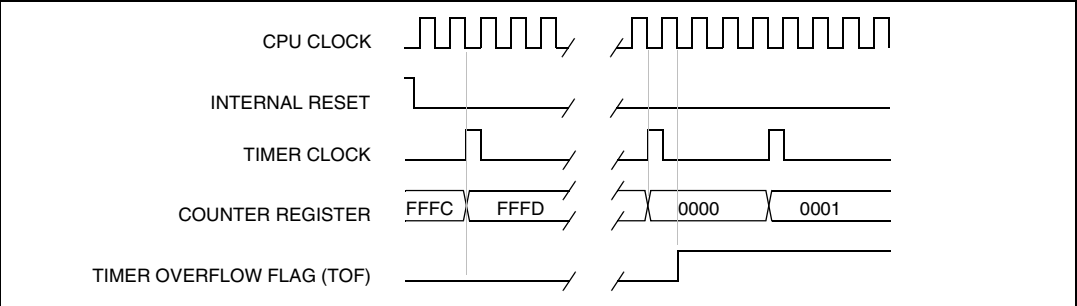 CPU CLOCK
INTERNAL RESET
TIMER CLOCK
COUNTER REGISTER FFFC FFFD 0000 0001
TIMER OVERFLOW FLAG (TOF)